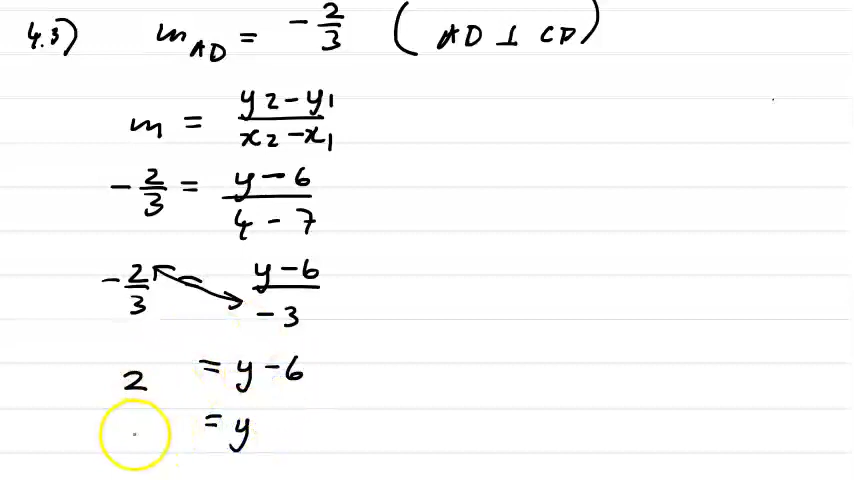 4.3) m AD = -2/3 ( AD ⊥ CD )
m = y2 - y1 / x2 - x1
-2/3 = y - 6 / 4 - 7
-2/3 = y - 6 / -3
2 = y - 6
= y